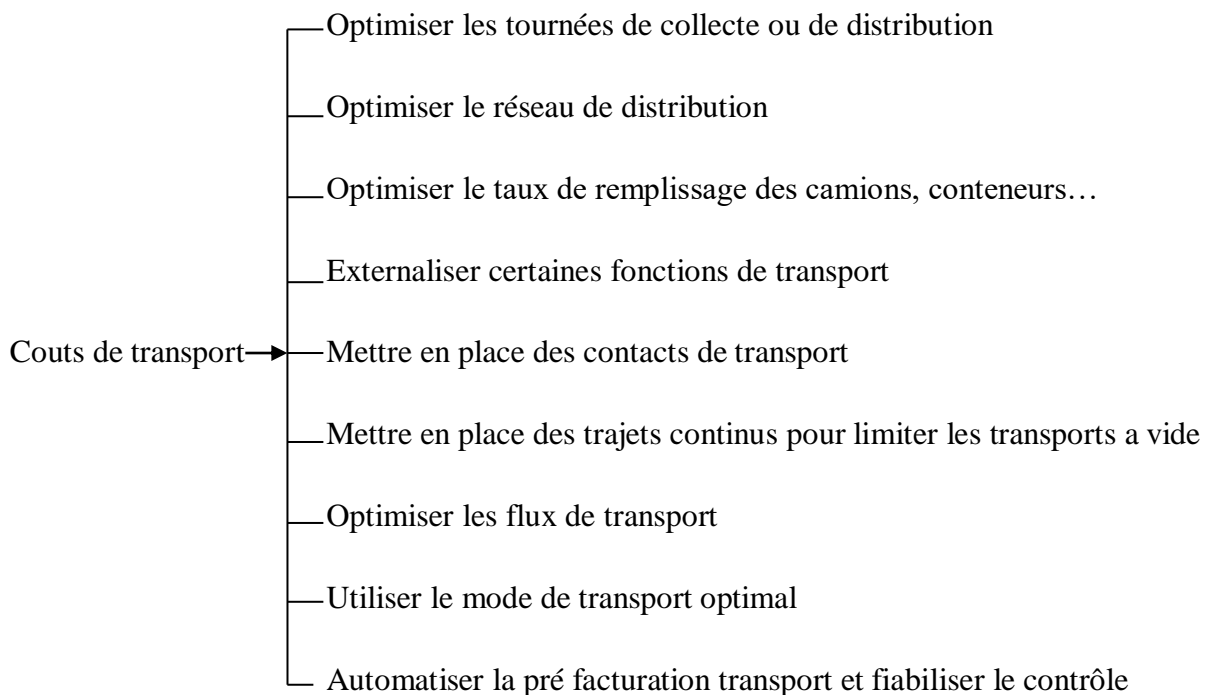 Optimiser les tournées de collecte ou de distribution
Optimiser le réseau de distribution
Optimiser le taux de remplissage des camions, conteneurs…
Externaliser certaines fonctions de transport
Couts de transport
Mettre en place des contacts de transport
Mettre en place des trajets continus pour limiter les transports a vide
Optimiser les flux de transport
Utiliser le mode de transport optimal
Automatiser la pré facturation transport et fiabiliser le contrôle